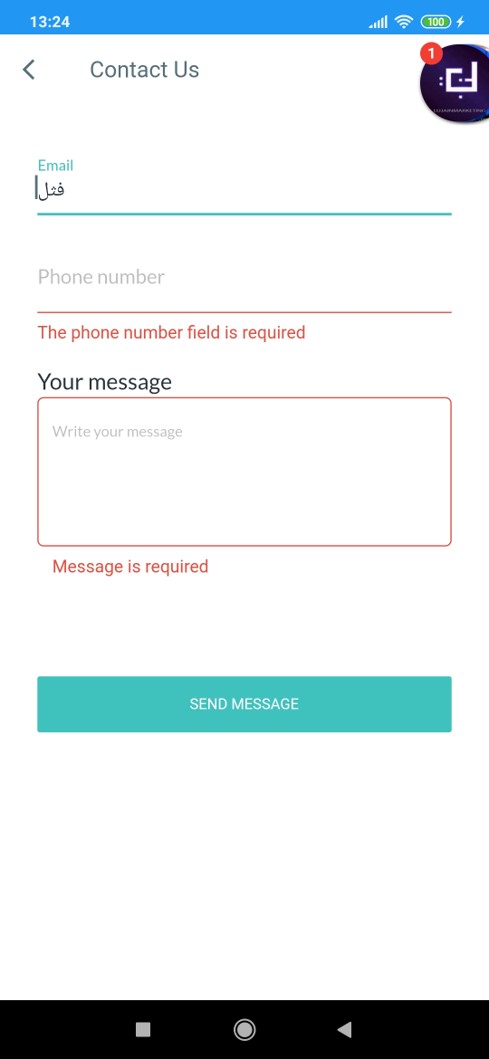 13:24
100
Contact Us
1
Email
فثل
Phone number
The phone number field is required
Your message
Write your message
Message is required
SEND MESSAGE